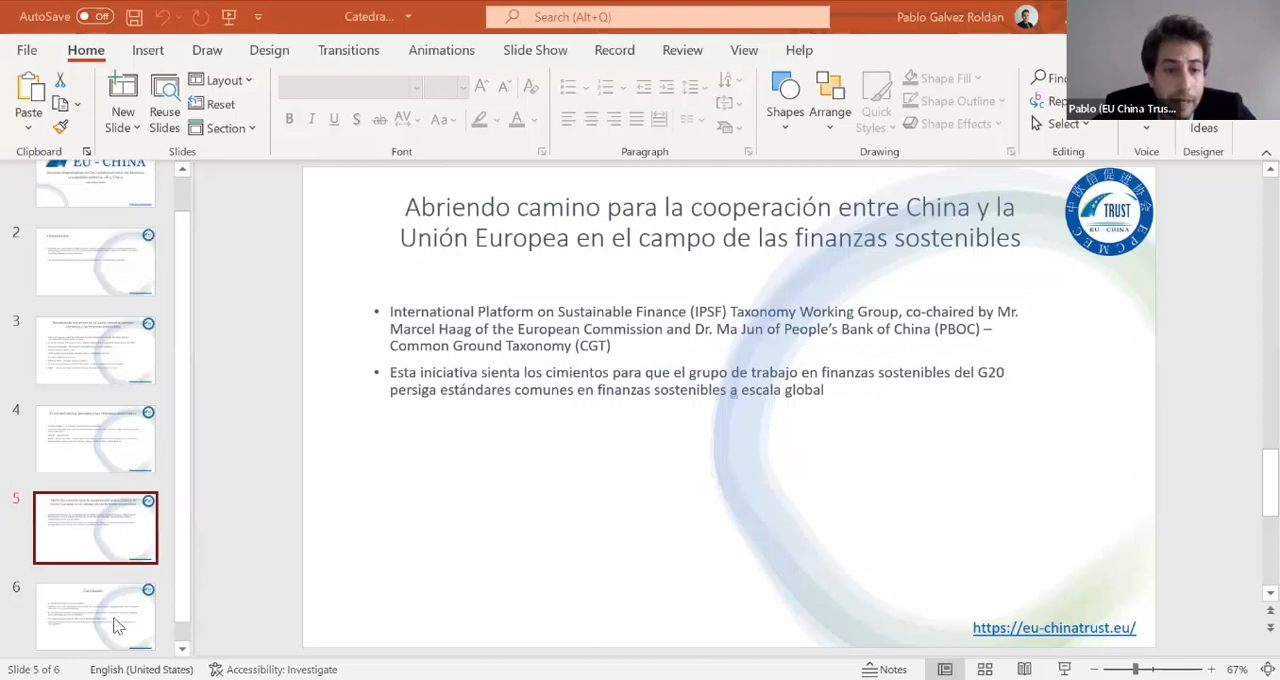 AutoSave Off Catedra... Search (Alt+Q) Pablo Galvez Roldan
File Home Insert Draw Design Transitions Animations Slide Show Record Review View Help
Paste New Slide Reuse Slides Layout Reset Section
Shapes Arrange Quick Styles Shape Fill Shape Outline Shape Effects
Select Ideas
Pablo (EU China Trus...
Clipboard Slides Font Paragraph Drawing Editing Voice Designer
EU - CHINA
2
3
4
5
6
Abriendo camino para la cooperación entre China y la
Unión Europea en el campo de las finanzas sostenibles
TRUST
EU - CHINA
EPCMEC
• International Platform on Sustainable Finance (IPSF) Taxonomy Working Group, co-chaired by Mr.
Marcel Haag of the European Commission and Dr. Ma Jun of People's Bank of China (PBOC) –
Common Ground Taxonomy (CGT)
• Esta iniciativa sienta los cimientos para que el grupo de trabajo en finanzas sostenibles del G20
persiga estándares comunes en finanzas sostenibles a escala global
https://eu-chinatrust.eu/
Slide 5 of 6 English (United States) Accessibility: Investigate Notes 67%